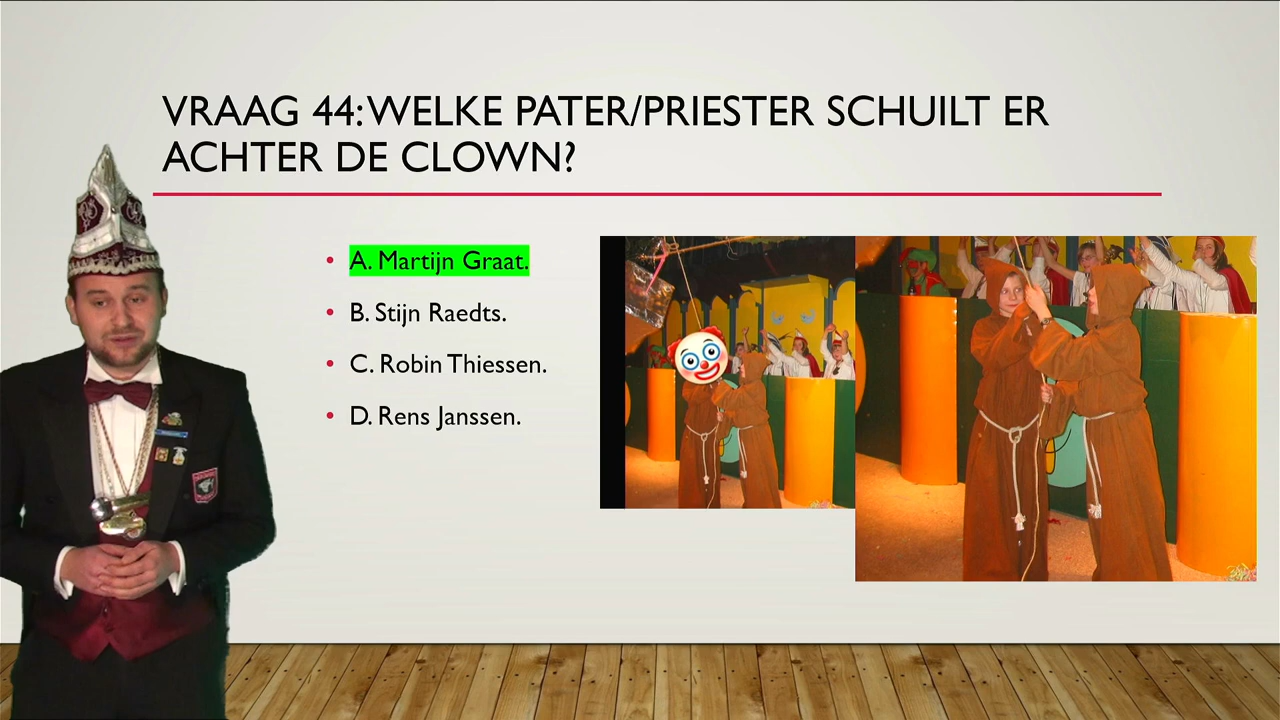 VRAAG 44: WELKE PATER/PRIESTER SCHUILT ER
ACHTER DE CLOWN?
• A. Martijn Graat.
• B. Stijn Raedts.
• C. Robin Thiessen.
• D. Rens Janssen.